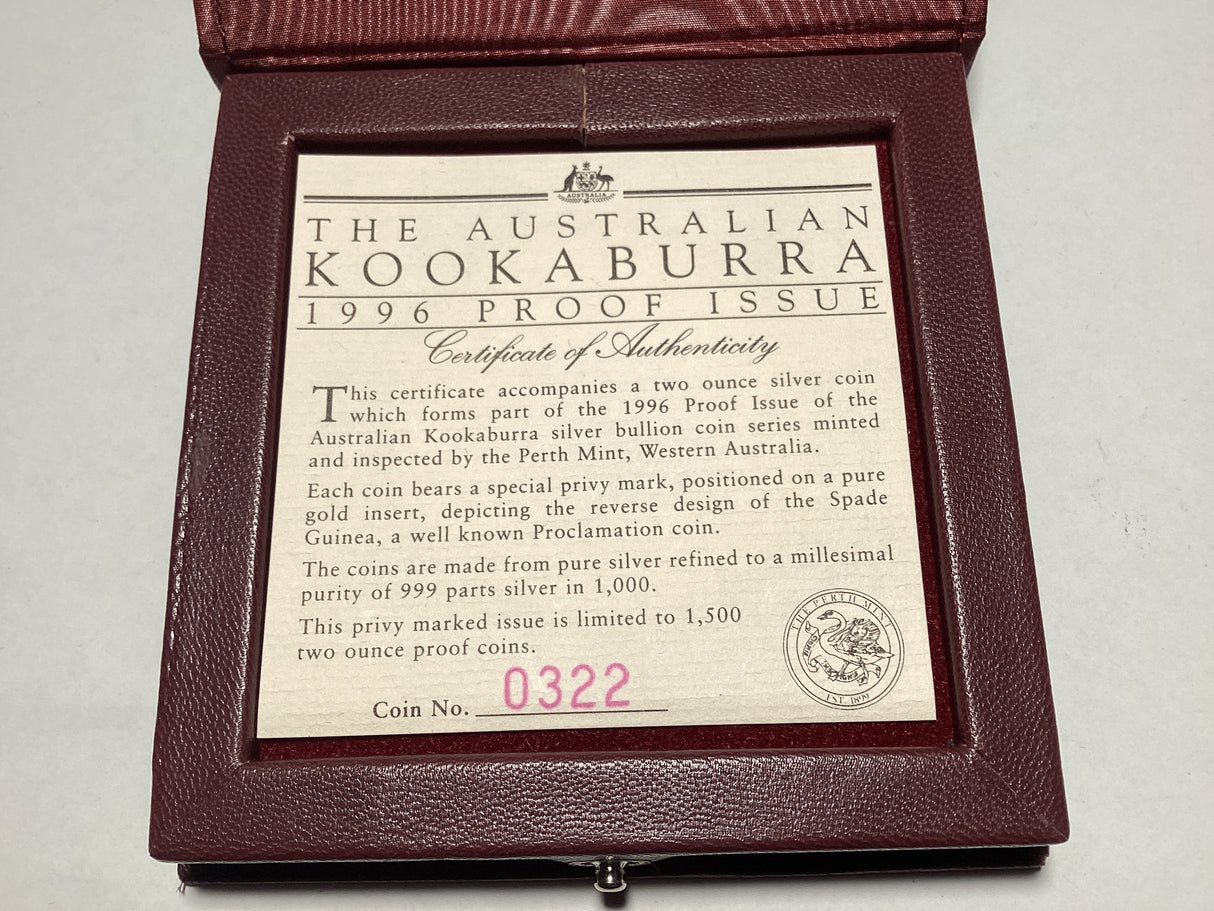 AUSTRALIA
THE AUSTRALIAN
KOOKABURRA
1996 PROOF ISSUE
Certificate of Authenticity
This certificate accompanies a two ounce silver coin
which forms part of the 1996 Proof Issue of the
Australian Kookaburra silver bullion coin series minted
and inspected by the Perth Mint, Western Australia.
Each coin bears a special privy mark, positioned on a pure
gold insert, depicting the reverse design of the Spade
Guinea, a well known Proclamation coin.
The coins are made from pure silver refined to a millesimal
purity of 999 parts silver in 1,000.
This privy marked issue is limited to 1,500
two ounce proof coins.
THE PERTH MINT
EST 1899
Coin No. 0322